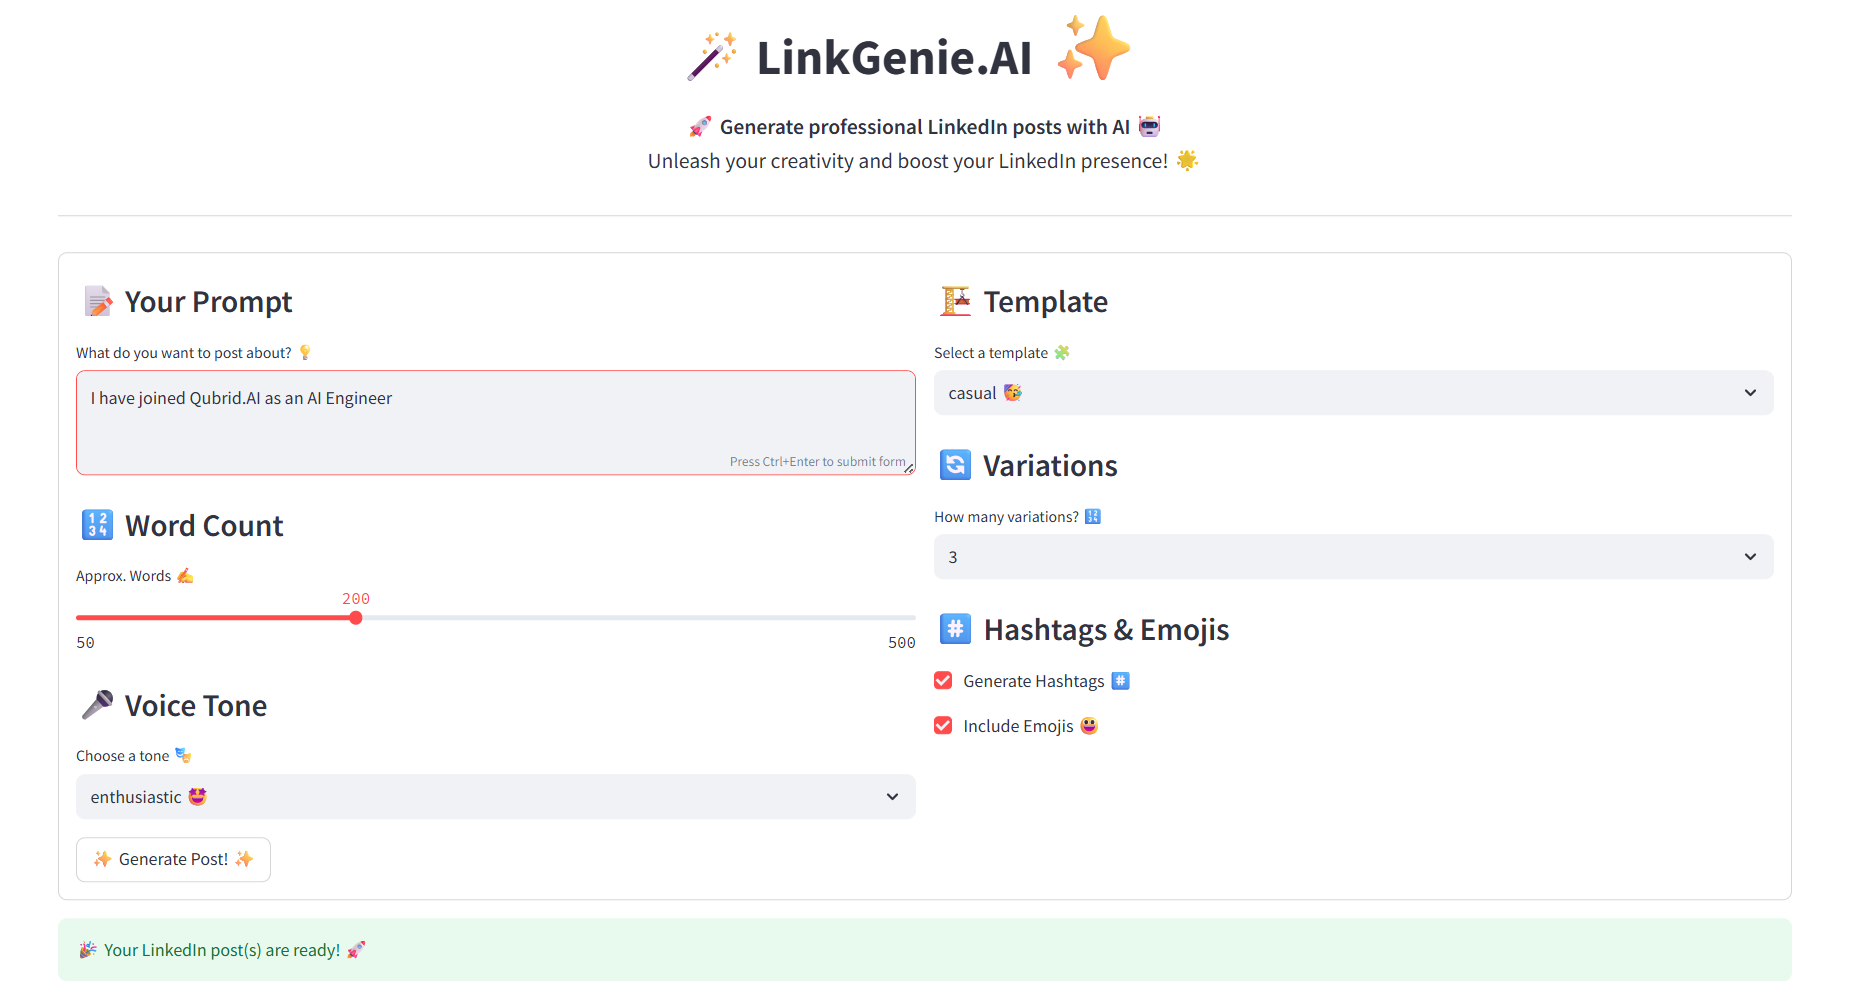 LinkGenie.AI
Generate professional LinkedIn posts with AI
Unleash your creativity and boost your LinkedIn presence!
Your Prompt
What do you want to post about?
I have joined Qubrid.AI as an AI Engineer
Press Ctrl+Enter to submit form
Word Count
Approx. Words
200
50
500
Voice Tone
Choose a tone
enthusiastic
✨ Generate Post! ✨
Template
Select a template
casual
Variations
How many variations?
3
Hashtags & Emojis
Generate Hashtags
Include Emojis
Your LinkedIn post(s) are ready!